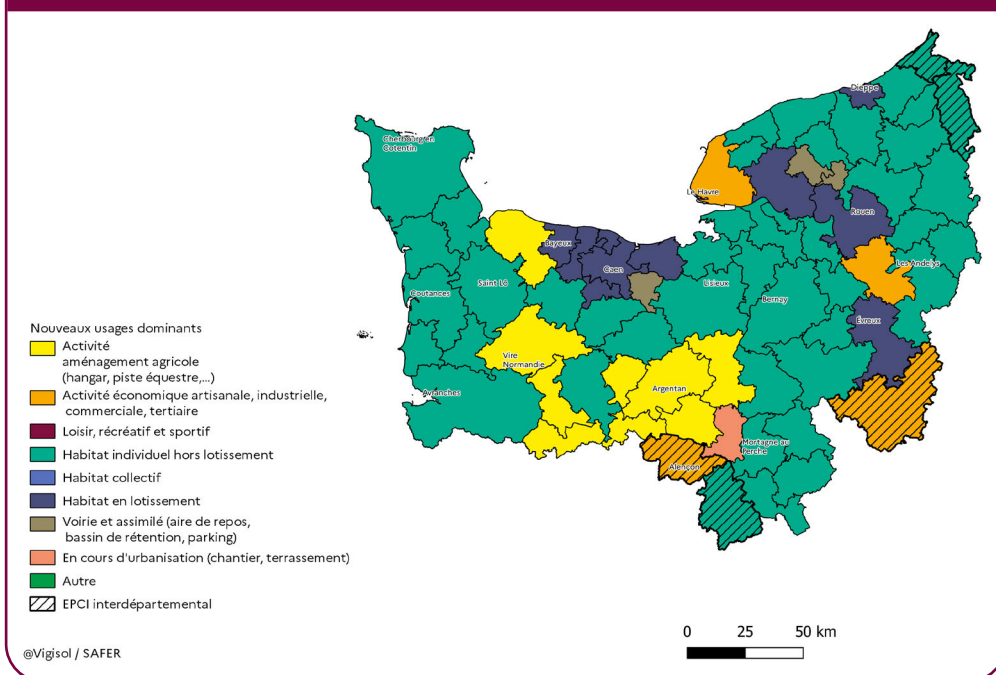 Dieppe
Cherbourg en
Cotentin
Le Havre
Rouen
Bayeux
Les Andelys
Caen
Saint Lô
Lisieux
Coutances
Bernay
Évreux
Vire
Normandie
Argentan
Avranches
Mortagne au
Perche
Alençon
Nouveaux usages dominants
Activité
aménagement agricole
(hangar, piste équestre,...)
Activité économique artisanale, industrielle,
commerciale, tertiaire
Loisir, récréatif et sportif
Habitat individuel hors lotissement
Habitat collectif
Habitat en lotissement
Voirie et assimilé (aire de repos,
bassin de rétention, parking)
En cours d'urbanisation (chantier, terrassement)
Autre
EPCI interdépartemental
0 25 50 km
@Vigisol / SAFER